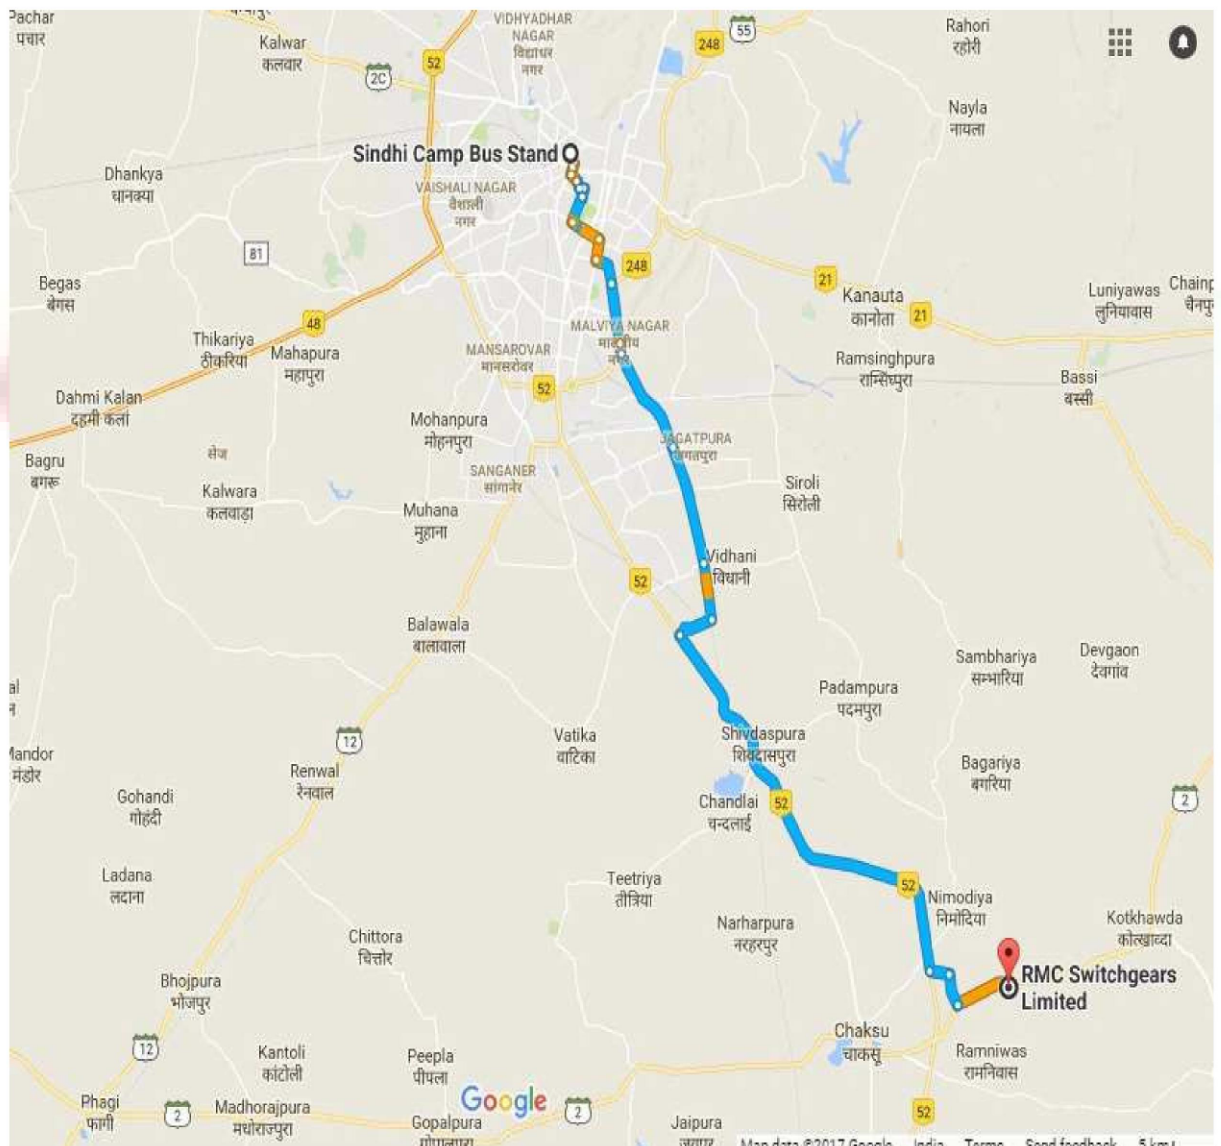 Pachar
पचार
VIDHYADHAR
NAGAR
विद्याधर
नगर
Kalwar
कलवार
52
2C
248
55
Rahori
रहोरी
Nayla
नायला
Sindhi Camp Bus Stand
Dhankya
धानक्या
VAISHALI NAGAR
वैशाली
नगर
81
248
21
Begas
बेगस
Kanauta
कानोता
21
Luniyawas
लुनियावास
Chainp
चैनपु
48
Thikariya
ठीकरिया
Mahapura
महापुरा
MALVIYA NAGAR
MANSAROVAR
मानसरोवर
Ramsinghpura
Bassi
बस्सी
52
Dahmi Kalan
दहमी कलां
Mohanpura
मोहनपुरा
JAGATPURA
जगतपुरा
सेज
Bagru
बगरू
SANGANER
सांगानेर
Siroli
सिरोली
Kalwara
कलवाड़ा
Muhana
मुहाना
Vidhani
विधानी
52
Balawala
बालावाला
Sambhariya
सम्भारिया
Devgaon
देवगांव
Padampura
पदमपुरा
12
Vatika
वाटिका
Shivdaspura
शिवदासपुरा
Mandor
मंडोर
Renwal
रेनवाल
Bagariya
बगरिया
Gohandi
गोहंदी
Chandlai
चन्दलाई
52
2
Ladana
लदाना
Teetriya
तीत्रिया
52
Nimodiya
निमोदिया
Narharpura
नरहरपुर
Kotkhawda
कोत्खाव्दा
Chittora
चित्तोर
RMC Switchgears
Limited
Bhojpura
भोजपुर
Chaksu
चाकसू
12
Kantoli
कांटोली
Peepla
पीपला
Ramniwas
रामनिवास
Google
Phagi
फागी
2
Madhorajpura
मधोराजपुरा
Gopalpura
2
Jaipura
52
Map data ©2017 Google India Terms Send feedback 5 km